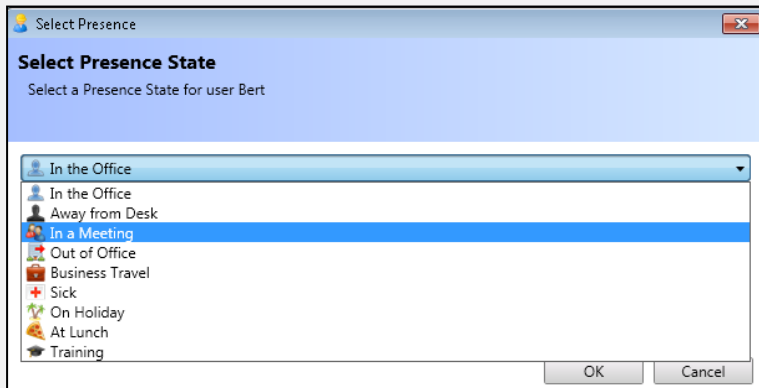 Select Presence
Select Presence State
Select a Presence State for user Bert
In the Office
In the Office
Away from Desk
In a Meeting
Out of Office
Business Travel
Sick
On Holiday
At Lunch
Training
OK Cancel